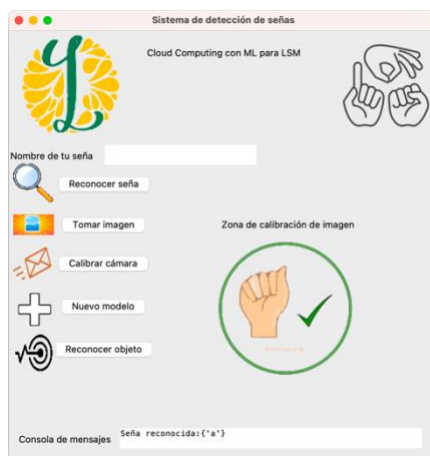 Sistema de detección de señas
Cloud Computing con ML para LSM
Nombre de tu seña
Reconocer seña
Tomar imagen
Zona de calibración de imagen
Calibrar cámara
Nuevo modelo
Reconocer objeto
Consola de mensajes
Seña reconocida:{'a'}